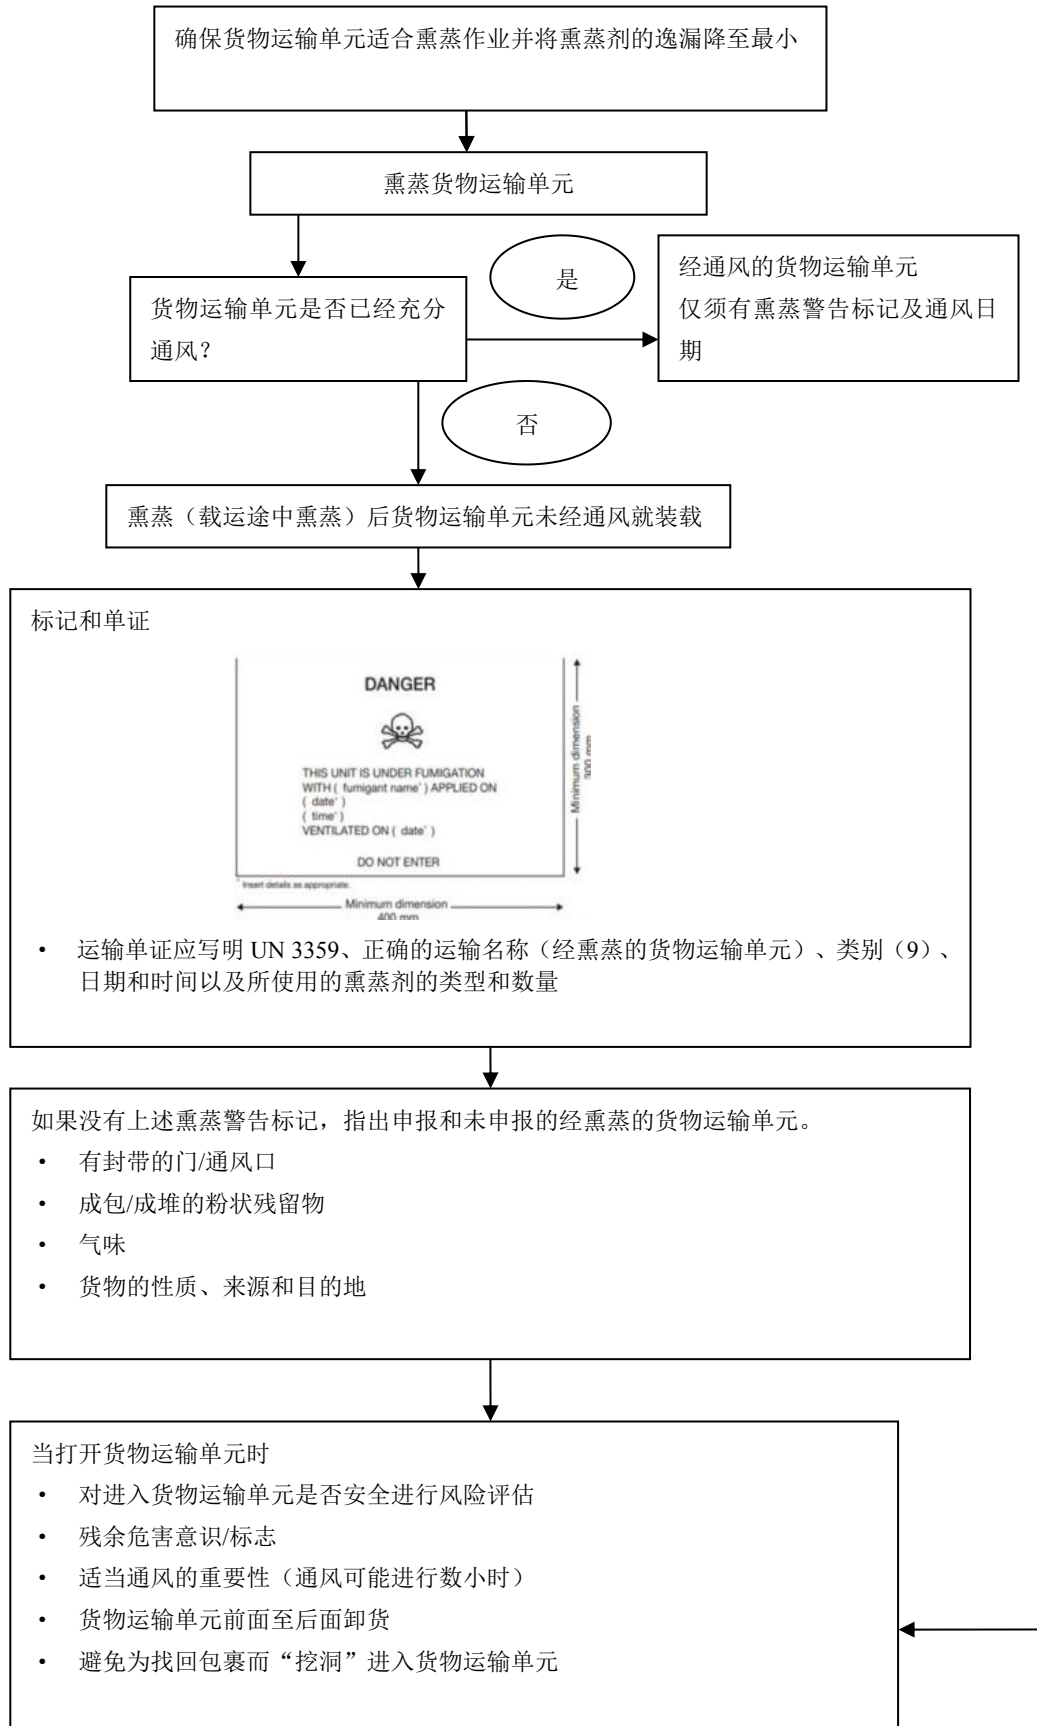 确保货物运输单元适合熏蒸作业并将熏蒸剂的逸漏降至最小
熏蒸货物运输单元
是
经通风的货物运输单元
仅须有熏蒸警告标记及通风日
期
货物运输单元是否已经充分
通风？
否
熏蒸（载运途中熏蒸）后货物运输单元未经通风就装载
标记和单证
DANGER
THIS UNIT IS UNDER FUMIGATION
WITH ( fumigant name* ) APPLIED ON
( date* )
( time* )
VENTILATED ON ( date* )
DO NOT ENTER
* Insert details as appropriate.
Minimum dimension
300 mm
Minimum dimension
400 mm
• 运输单证应写明 UN 3359、正确的运输名称（经熏蒸的货物运输单元）、类别（9）、
日期和时间以及所使用的熏蒸剂的类型和数量
如果没有上述熏蒸警告标记，指出申报和未申报的经熏蒸的货物运输单元。
• 有封带的门/通风口
• 成包/成堆的粉状残留物
• 气味
• 货物的性质、来源和目的地
当打开货物运输单元时
• 对进入货物运输单元是否安全进行风险评估
• 残余危害意识/标志
• 适当通风的重要性（通风可能进行数小时）
• 货物运输单元前面至后面卸货
• 避免为找回包裹而“挖洞”进入货物运输单元